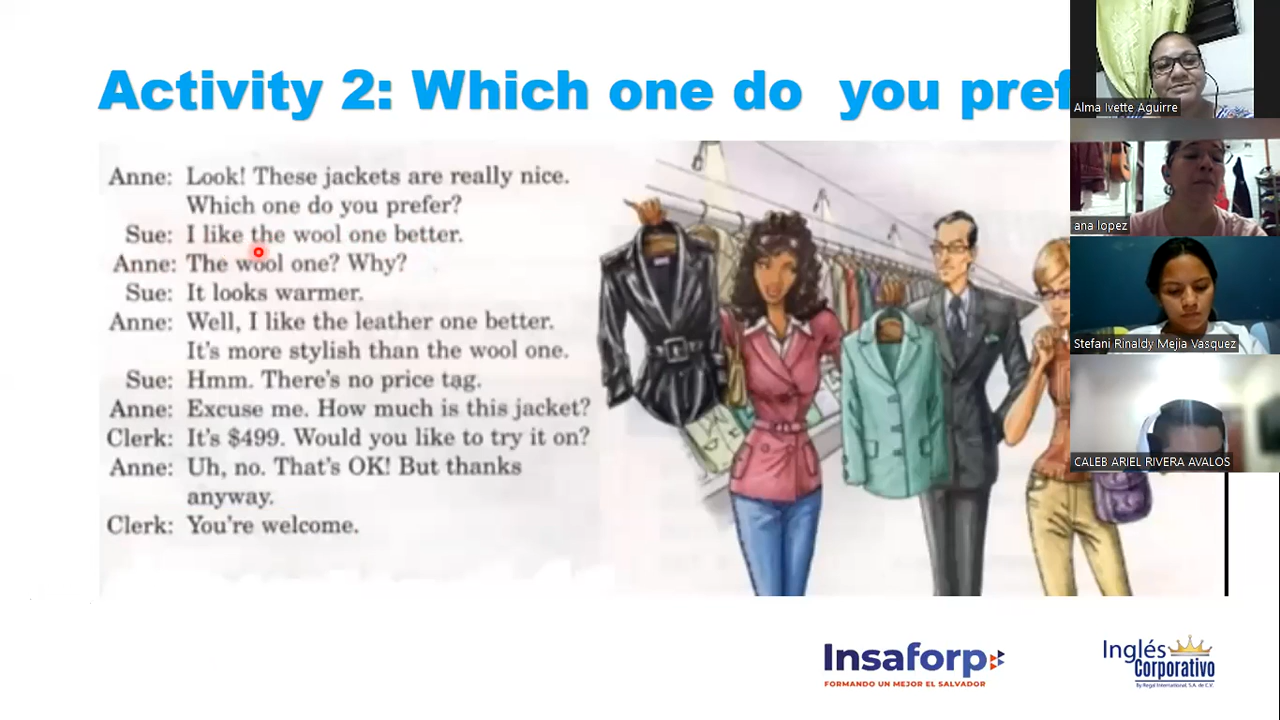 Activity 2: Which one do you pref
Anne: Look! These jackets are really nice.
Which one do you prefer?
Sue: I like the wool one better.
Anne: The wool one? Why?
Sue: It looks warmer.
Anne: Well, I like the leather one better.
It's more stylish than the wool one.
Sue: Hmm. There's no price tag.
Anne: Excuse me. How much is this jacket?
Clerk: It's $499. Would you like to try it on?
Anne: Uh, no. That's OK! But thanks
anyway.
Clerk: You're welcome.
Alma Ivette Aguirre
ana lopez
Stefani Rinaldy Mejia Vasquez
CALEB ARIEL RIVERA AVALOS
Insaforp
FORMANDO UN MEJOR EL SALVADOR
Inglés
Corporativo
By Regal International, S.A. de C.V.